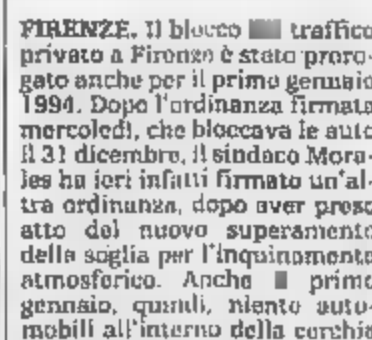 FIRENZE. Il blocco traffico
privato a Firenze è stato proro-
gato anche per il primo gennaio
1994. Dopo l'ordinanza firmata
mercoledì, che bloccava le auto
il 31 dicembre, il sindaco Mora-
les ha ieri infatti firmato un'al-
tra ordinanza, dopo aver preso
atto del nuovo superamento
della soglia per l'inquinamento
atmosferico. Anche primo
gennaio, quindi, niente auto-
mobili all'interno della cerchia